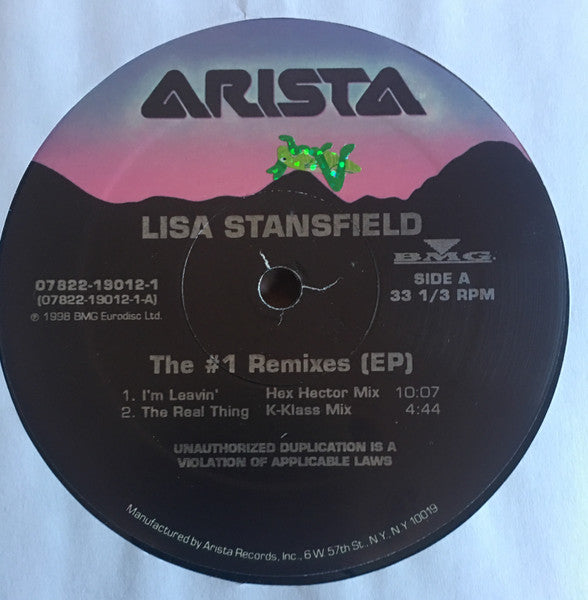 ARISTA
LISA STANSFIELD
BMG
07822-19012-1
(07822-19012-1-A)
℗ 1998 BMG Eurodisc Ltd.
SIDE A
33 1/3 RPM
The #1 Remixes (EP)
1. I'm Leavin' Hex Hector Mix 10:07
2. The Real Thing K-Klass Mix 4:44
UNAUTHORIZED DUPLICATION IS A
VIOLATION OF APPLICABLE LAWS
Manufactured by Arista Records, Inc., 6 W. 57th St., N.Y., N.Y. 10019